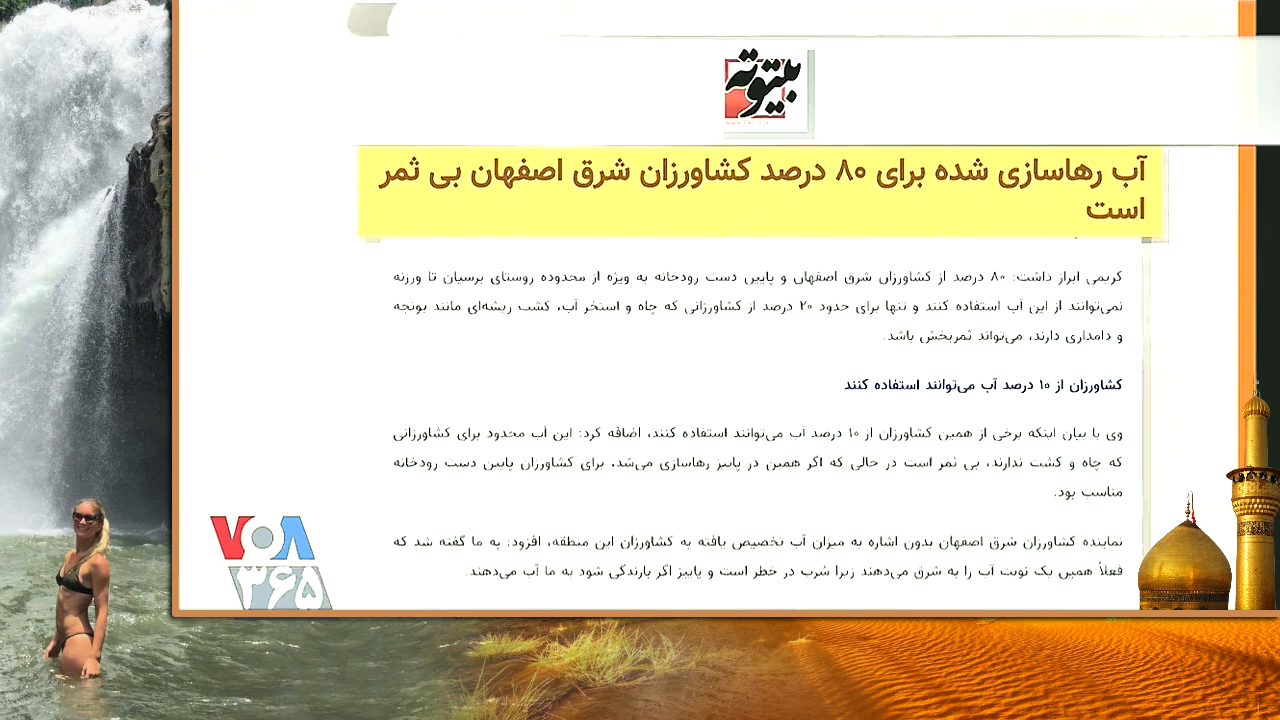 بیتوته
آب رهاسازی شده برای ۸۰ درصد کشاورزان شرق اصفهان بی ثمر
است
کریمی ابراز داشت: ۸۰ درصد از کشاورزان شرق اصفهان و پایین دست رودخانه به ویژه از محدوده روستای برسیان تا ورزنه
نمی‌توانند از این آب استفاده کنند و تنها برای حدود ۲۰ درصد از کشاورزانی که چاه و استخر آب، کشت ریشه‌ای مانند یونجه
و دامداری دارند، می‌تواند ثمربخش باشد.
کشاورزان از ۱۰ درصد آب می‌توانند استفاده کنند
وی با بیان اینکه برخی از همین کشاورزان از ۱۰ درصد آب می‌توانند استفاده کنند، اضافه کرد: این آب محدود برای کشاورزانی
که چاه و کشت ندارند، بی ثمر است در حالی که اگر همین در پاییز رهاسازی می‌شد، برای کشاورزان پایین دست رودخانه
مناسب بود.
نماینده کشاورزان شرق اصفهان بدون اشاره به میزان آب تخصیص یافته به کشاورزان این منطقه، افزود: به ما گفته شد که
فعلاً همین یک نوبت آب را به شرق می‌دهند زیرا شرب در خطر است و پاییز اگر بارندگی شود به ما آب می‌دهند.
VOA
۳۶۵